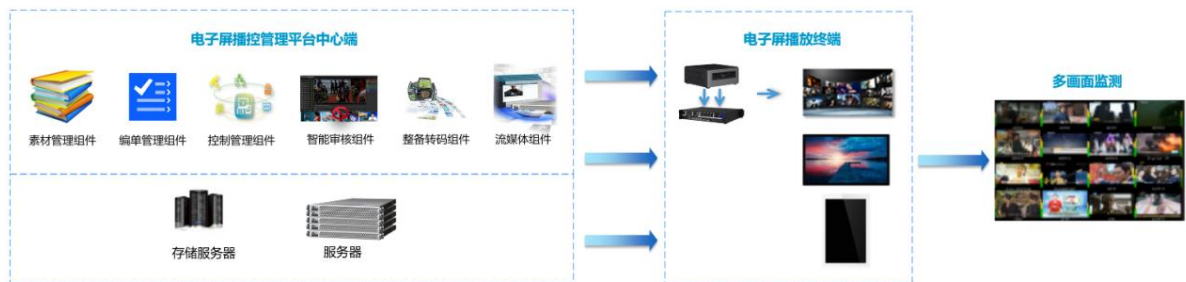 电子屏播控管理平台中心端
素材管理组件
编单管理组件
控制管理组件
智能审核组件
整备转码组件
流媒体组件
存储服务器
服务器
电子屏播放终端
多画面监测